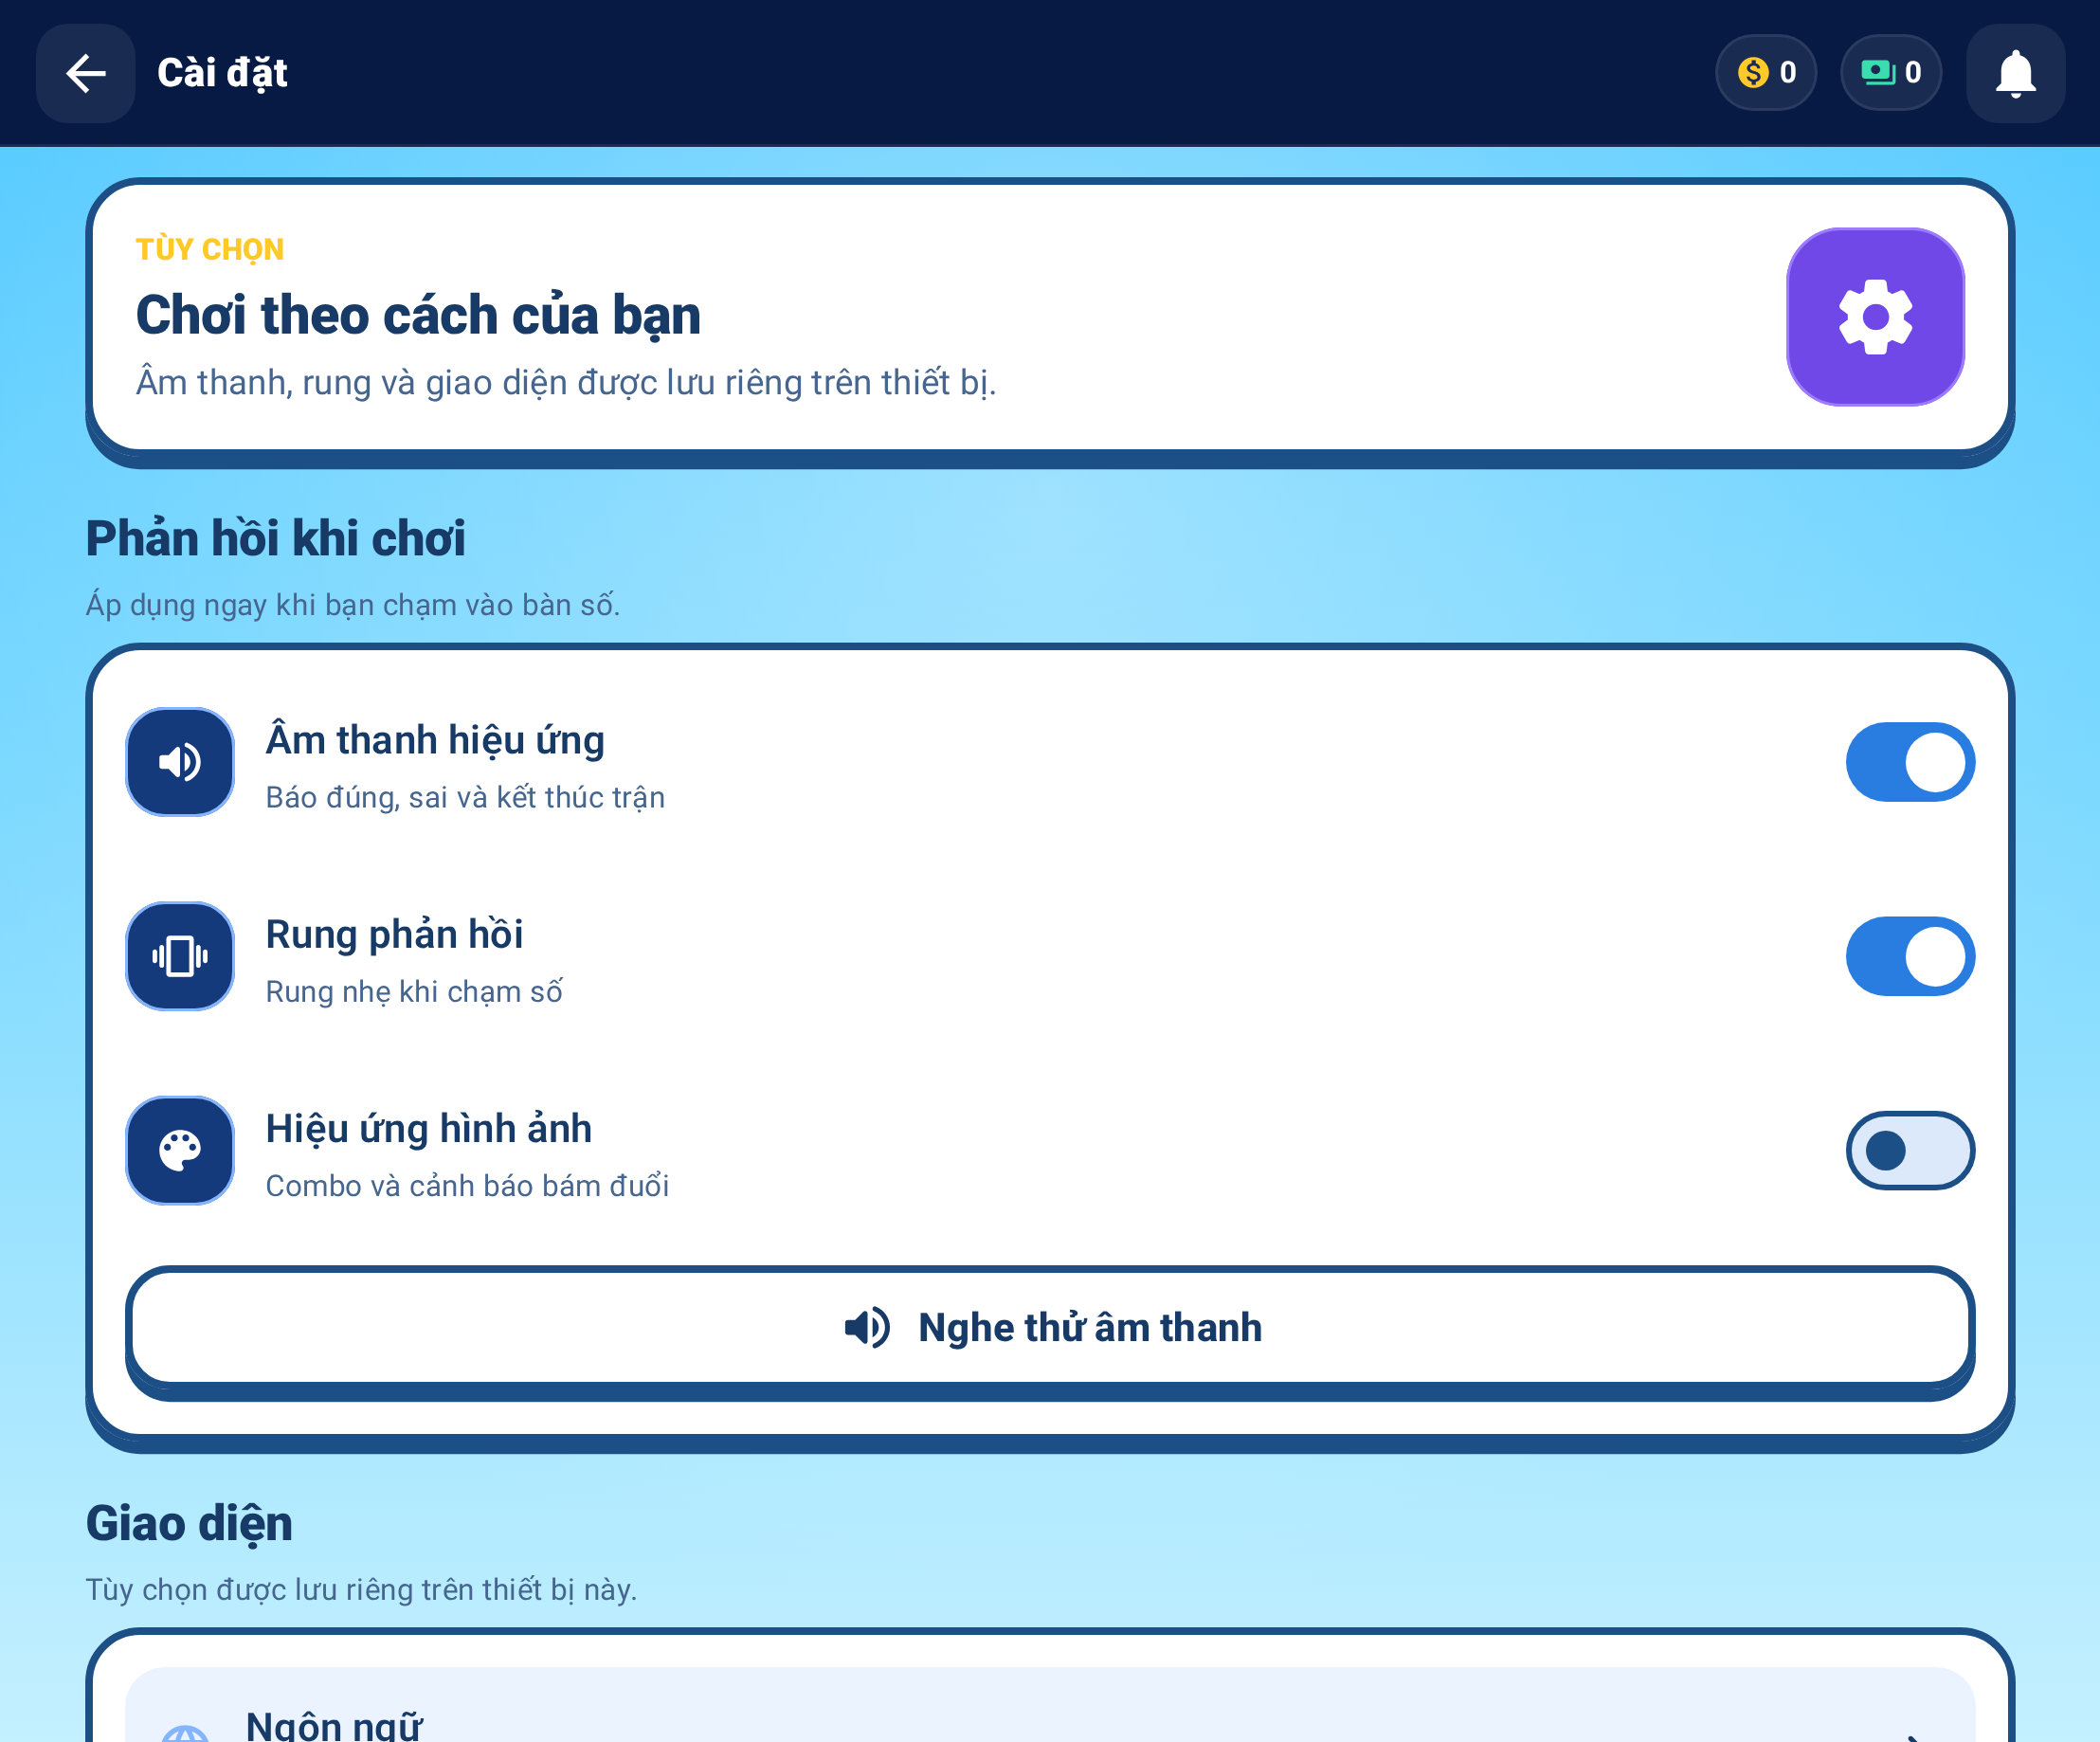 Cài đặt
0
0
TÙY CHỌN
Chơi theo cách của bạn
Âm thanh, rung và giao diện được lưu riêng trên thiết bị.
Phản hồi khi chơi
Áp dụng ngay khi bạn chạm vào bàn số.
Âm thanh hiệu ứng
Báo đúng, sai và kết thúc trận
Rung phản hồi
Rung nhẹ khi chạm số
Hiệu ứng hình ảnh
Combo và cảnh báo bám đuổi
Nghe thử âm thanh
Giao diện
Tùy chọn được lưu riêng trên thiết bị này.
Ngôn ngữ